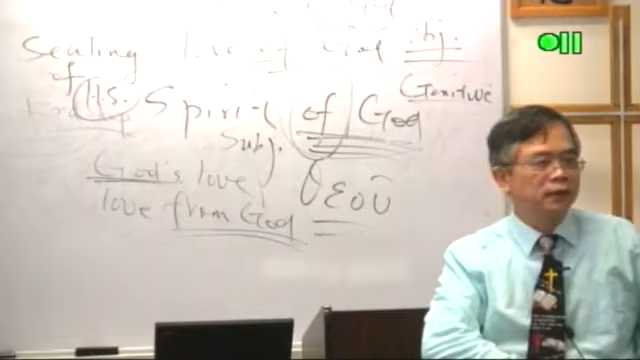 Sealing love of God obj.
of H.S. Spirit of God Genitive
Subj.
God's love
love from God
θεοῦ